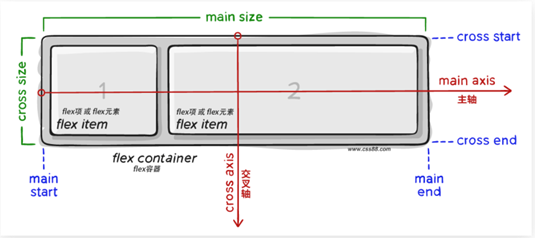 main size
cross start
cross size
1
2
main axis
主轴
flex项 或 flex元素
flex item
flex项 或 flex元素
flex item
cross end
www.css88.com
flex container
flex容器
cross axis
交叉轴
main
start
main
end